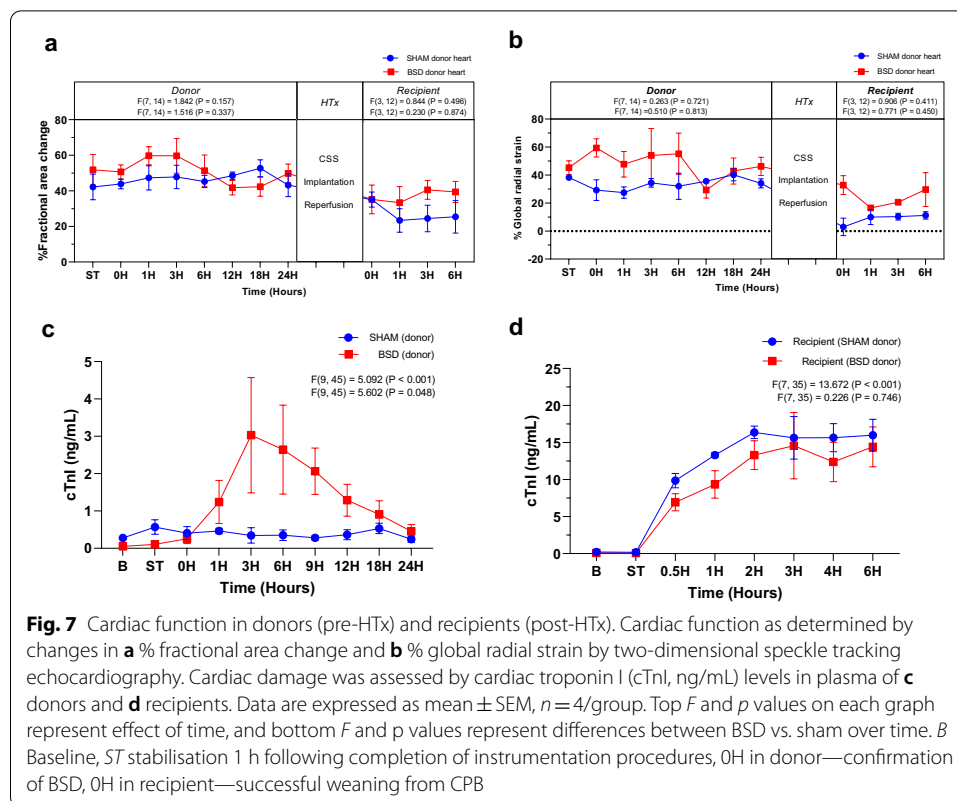 a
SHAM donor heart
BSD donor heart
Donor
F(7, 14) = 1.842 (P = 0.157)
F(7, 14) = 1.516 (P = 0.337)
HTx
Recipient
F(3, 12) = 0.844 (P = 0.496)
F(3, 12) = 0.230 (P = 0.874)
%Fractional area change
80
60
40
20
0
CSS
Implantation
Reperfusion
ST 0H 1H 3H 6H 12H 18H 24H 0H 1H 3H 6H
Time (Hours)
b
SHAM donor heart
BSD donor heart
Donor
F(7, 14) = 0.263 (P = 0.721)
F(7, 14) =0.510 (P = 0.813)
HTx
Recipient
F(3, 12) = 0.906 (P = 0.411)
F(3, 12) = 0.771 (P = 0.450)
% Global radial strain
80
60
40
20
0
-20
CSS
Implantation
Reperfusion
ST 0H 1H 3H 6H 12H 18H 24H 0H 1H 3H 6H
Time (Hours)
c
SHAM (donor)
BSD (donor)
F(9, 45) = 5.092 (P < 0.001)
F(9, 45) = 5.602 (P = 0.048)
cTnI (ng/mL)
5
4
3
2
1
0
B ST 0H 1H 3H 6H 9H 12H 18H 24H
Time (Hours)
d
Recipient (SHAM donor)
Recipient (BSD donor)
F(7, 35) = 13.672 (P < 0.001)
F(7, 35) = 0.226 (P = 0.746)
cTnI (ng/mL)
25
20
15
10
5
0
B ST 0.5H 1H 2H 3H 4H 6H
Time (Hours)
Fig. 7 Cardiac function in donors (pre-HTx) and recipients (post-HTx). Cardiac function as determined by
changes in a % fractional area change and b % global radial strain by two-dimensional speckle tracking
echocardiography. Cardiac damage was assessed by cardiac troponin I (cTnI, ng/mL) levels in plasma of c
donors and d recipients. Data are expressed as mean ± SEM, n = 4/group. Top F and p values on each graph
represent effect of time, and bottom F and p values represent differences between BSD vs. sham over time. B
Baseline, ST stabilisation 1 h following completion of instrumentation procedures, 0H in donor—confirmation
of BSD, 0H in recipient—successful weaning from CPB